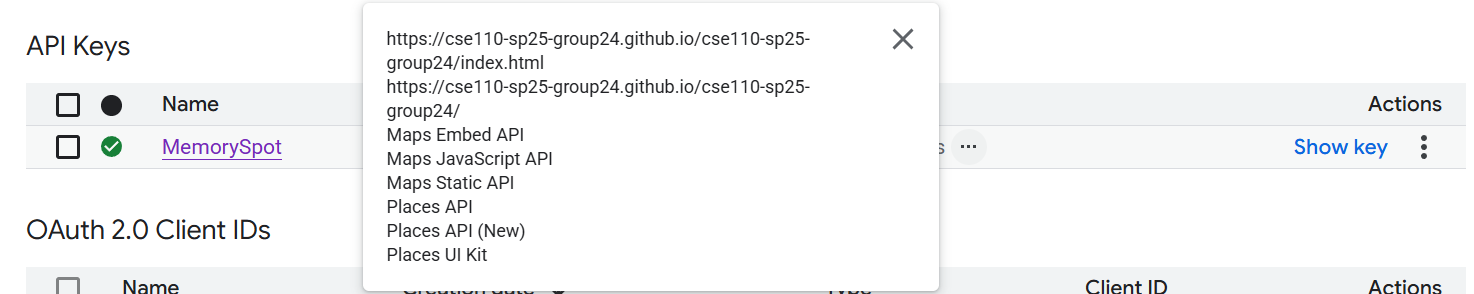 API Keys
https://cse110-sp25-group24.github.io/cse110-sp25-
group24/index.html
https://cse110-sp25-group24.github.io/cse110-sp25-
group24/
Maps Embed API
Maps JavaScript API
Maps Static API
Places API
Places API (New)
Places UI Kit
Name Actions
MemorySpot s ... Show key
OAuth 2.0 Client IDs
Name Creation date Type Client ID Actions